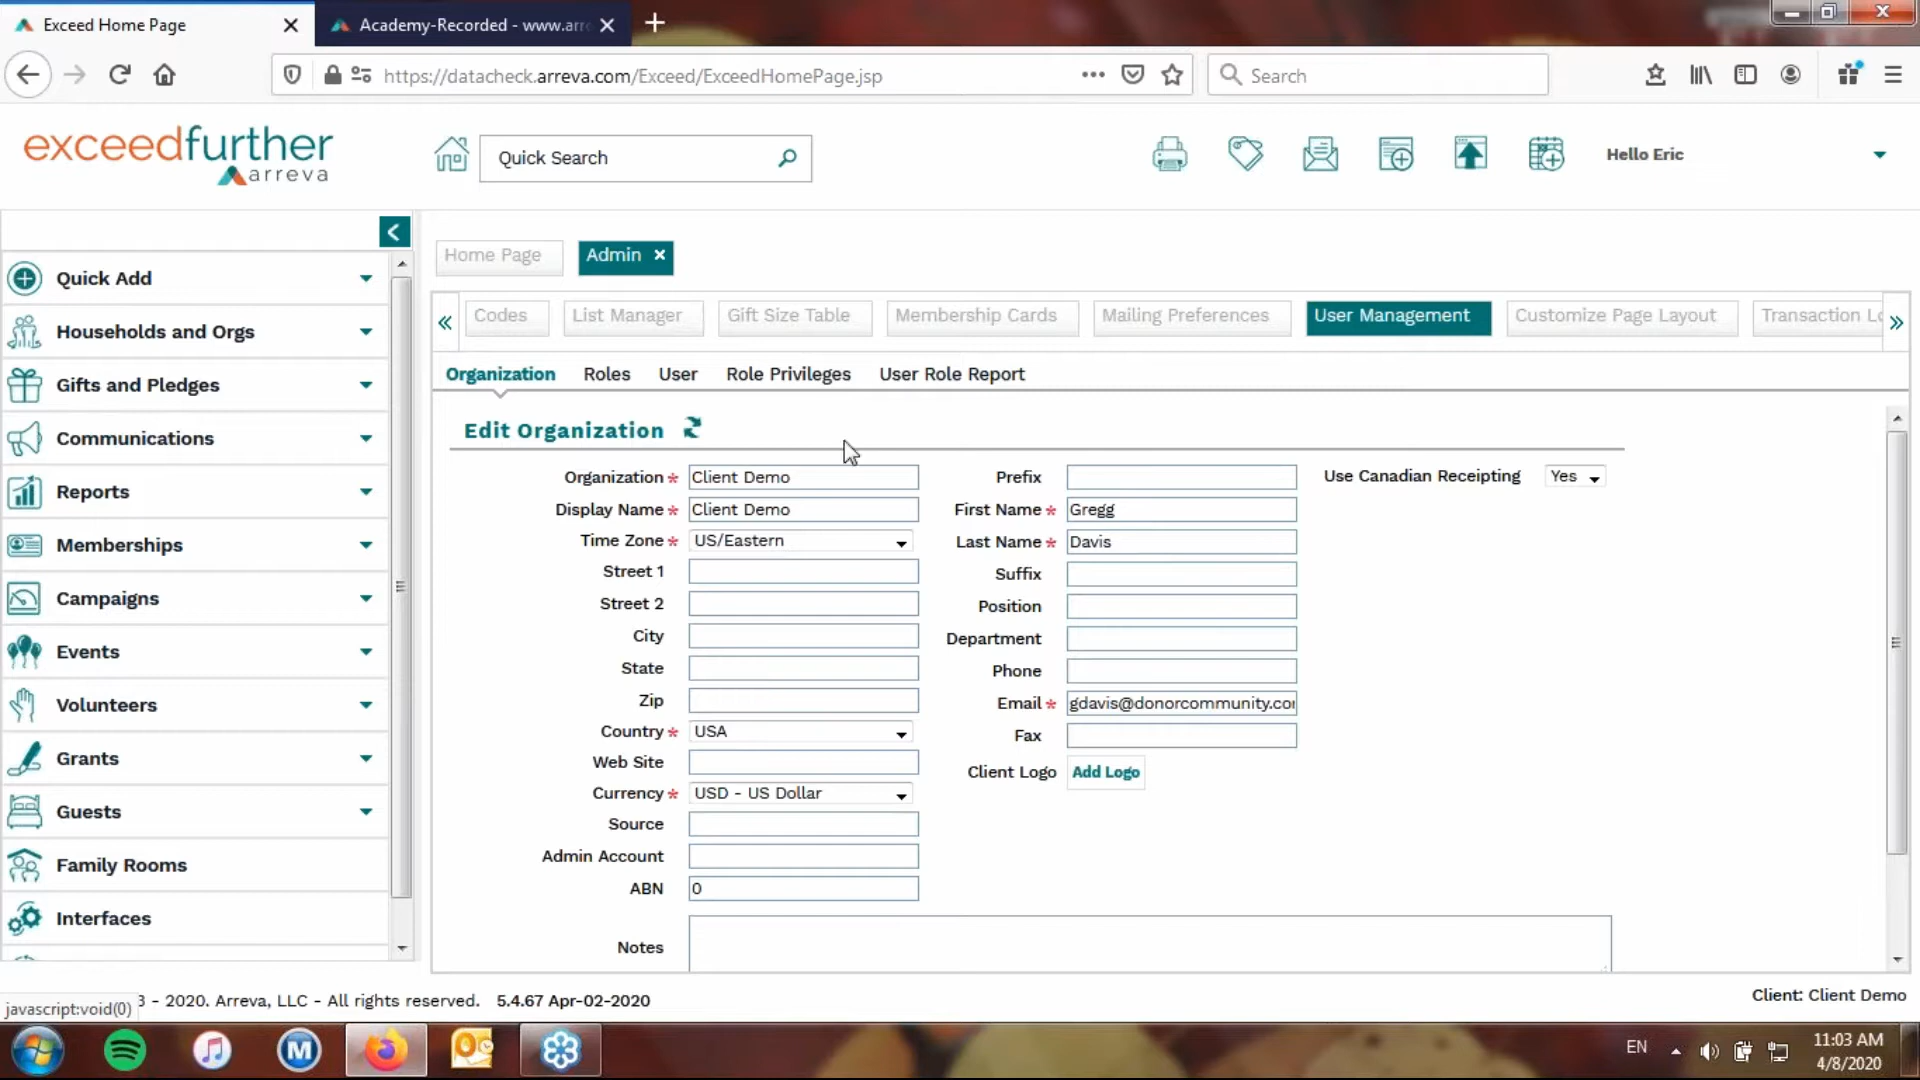 Exceed Home Page
Academy-Recorded - www.arr
https://datacheck.arreva.com/Exceed/ExceedHomePage.jsp
Search
exceedfurther
arreva
Quick Search
Hello Eric
Home Page
Admin
Codes
List Manager
Gift Size Table
Membership Cards
Mailing Preferences
User Management
Customize Page Layout
Transaction Lo
Organization
Roles
User
Role Privileges
User Role Report
Quick Add
Households and Orgs
Gifts and Pledges
Communications
Reports
Memberships
Campaigns
Events
Volunteers
Grants
Guests
Family Rooms
Interfaces
Edit Organization
Organization * Client Demo
Display Name * Client Demo
Time Zone * US/Eastern
Street 1
Street 2
City
State
Zip
Country * USA
Web Site
Currency * USD - US Dollar
Source
Admin Account
ABN 0
Notes
Prefix
First Name * Gregg
Last Name * Davis
Suffix
Position
Department
Phone
Email * gdavis@donorcommunity.co
Fax
Client Logo Add Logo
Use Canadian Receipting Yes
javascript:void(0)
3 - 2020. Arreva, LLC - All rights reserved. 5.4.67 Apr-02-2020
Client: Client Demo
M
EN
11:03 AM
4/8/2020